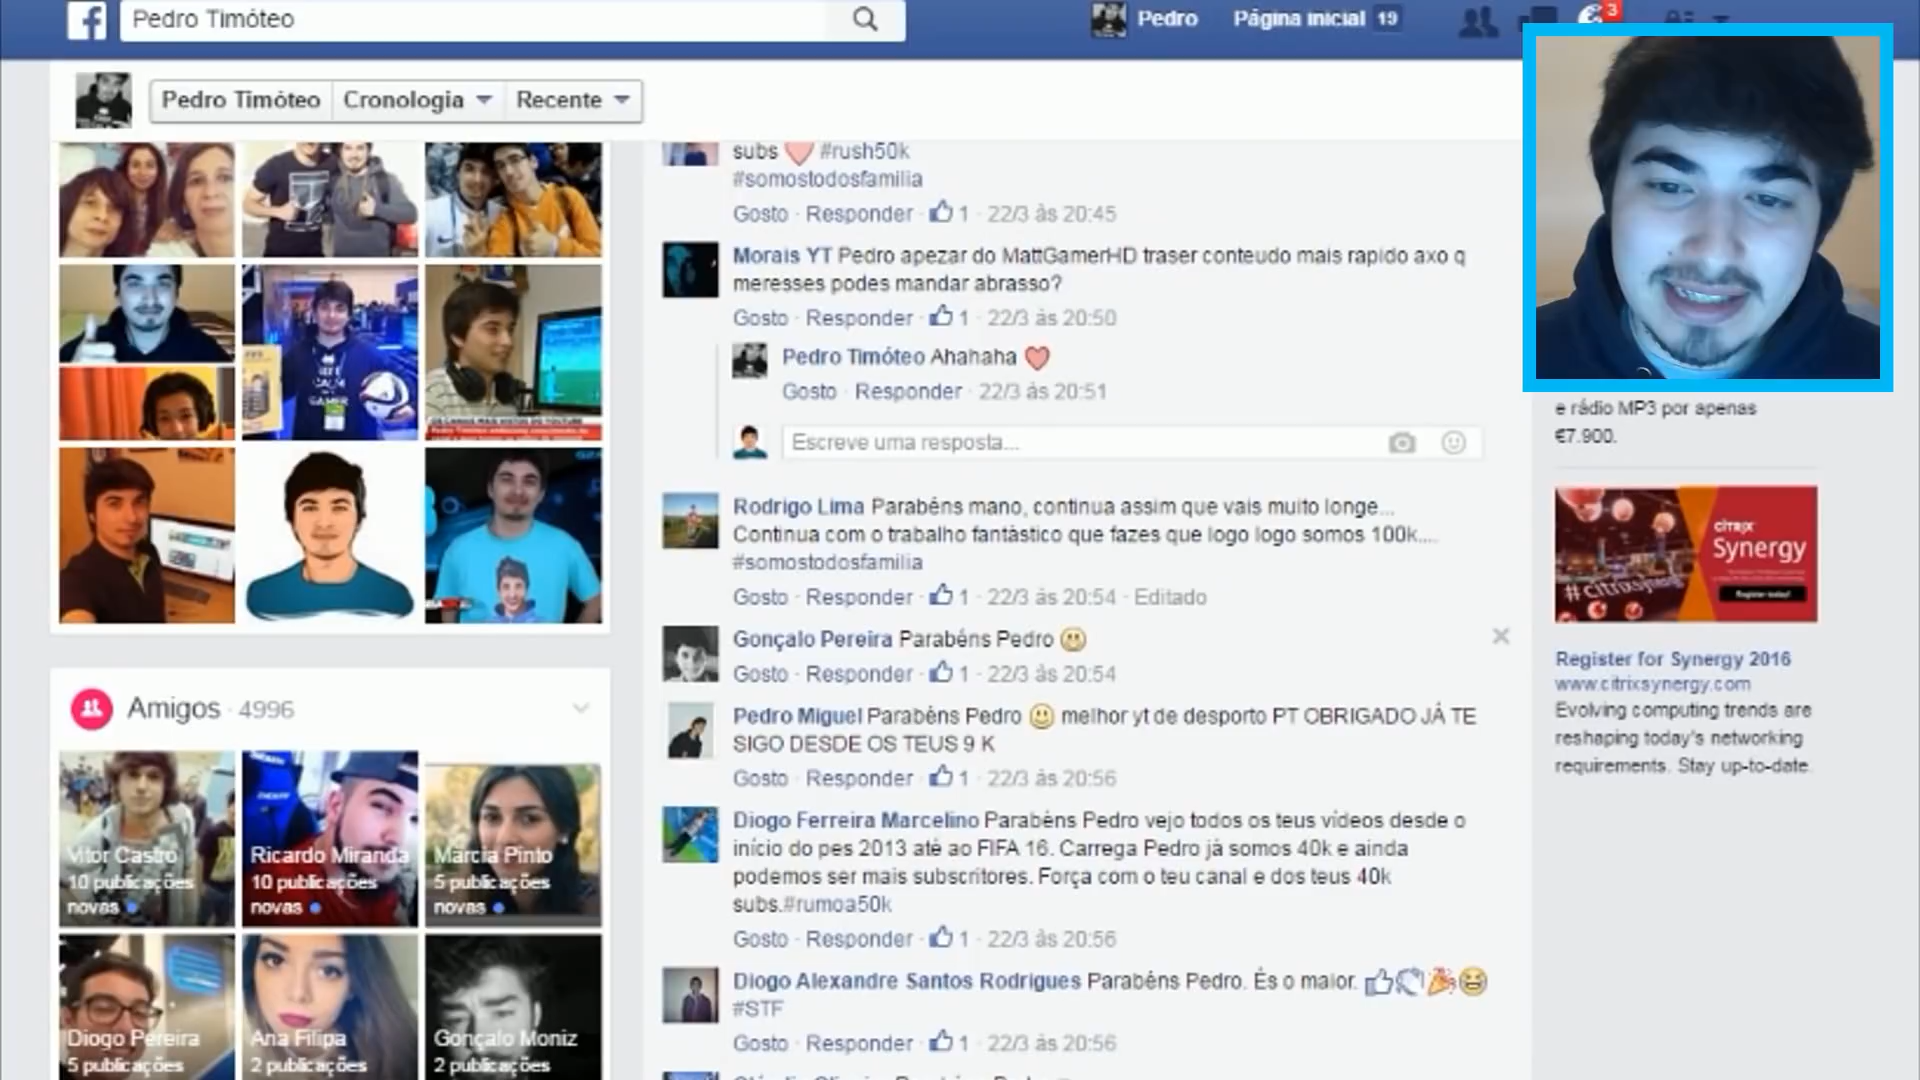 Pedro Timóteo
Pedro
Página inicial 19
3
Pedro Timóteo
Cronologia
Recente
subs #rush50k
#somostodosfamilia
Gosto · Responder · 1 · 22/3 às 20:45
Morais YT Pedro apezar do MattGamerHD traser conteudo mais rapido axo q
meresses podes mandar abrasso?
Gosto · Responder · 1 · 22/3 às 20:50
Pedro Timóteo Ahahaha
Gosto · Responder · 22/3 às 20:51
Escreve uma resposta...
Rodrigo Lima Parabéns mano, continua assim que vais muito longe...
Continua com o trabalho fantástico que fazes que logo logo somos 100k....
#somostodosfamilia
Gosto · Responder · 1 · 22/3 às 20:54 · Editado
Gonçalo Pereira Parabéns Pedro
Gosto · Responder · 1 · 22/3 às 20:54
Pedro Miguel Parabéns Pedro melhor yt de desporto PT OBRIGADO JÁ TE
SIGO DESDE OS TEUS 9 K
Gosto · Responder · 1 · 22/3 às 20:56
Diogo Ferreira Marcelino Parabéns Pedro vejo todos os teus vídeos desde o
início do pes 2013 até ao FIFA 16. Carrega Pedro já somos 40k e ainda
podemos ser mais subscritores. Força com o teu canal e dos teus 40k
subs.#rumoa50k
Gosto · Responder · 1 · 22/3 às 20:56
Diogo Alexandre Santos Rodrigues Parabéns Pedro. És o maior.
#STF
Gosto · Responder · 1 · 22/3 às 20:56
Amigos · 4996
Vitor Castro
10 publicações
novas
Ricardo Miranda
10 publicações
novas
Márcia Pinto
5 publicações
novas
Diogo Pereira
5 publicações
Ana Filipa
2 publicações
Gonçalo Moniz
2 publicações
e rádio MP3 por apenas
€7.900.
CİTRIX
Synergy
Register today!
Register for Synergy 2016
www.citrixsynergy.com
Evolving computing trends are
reshaping today's networking
requirements. Stay up-to-date.